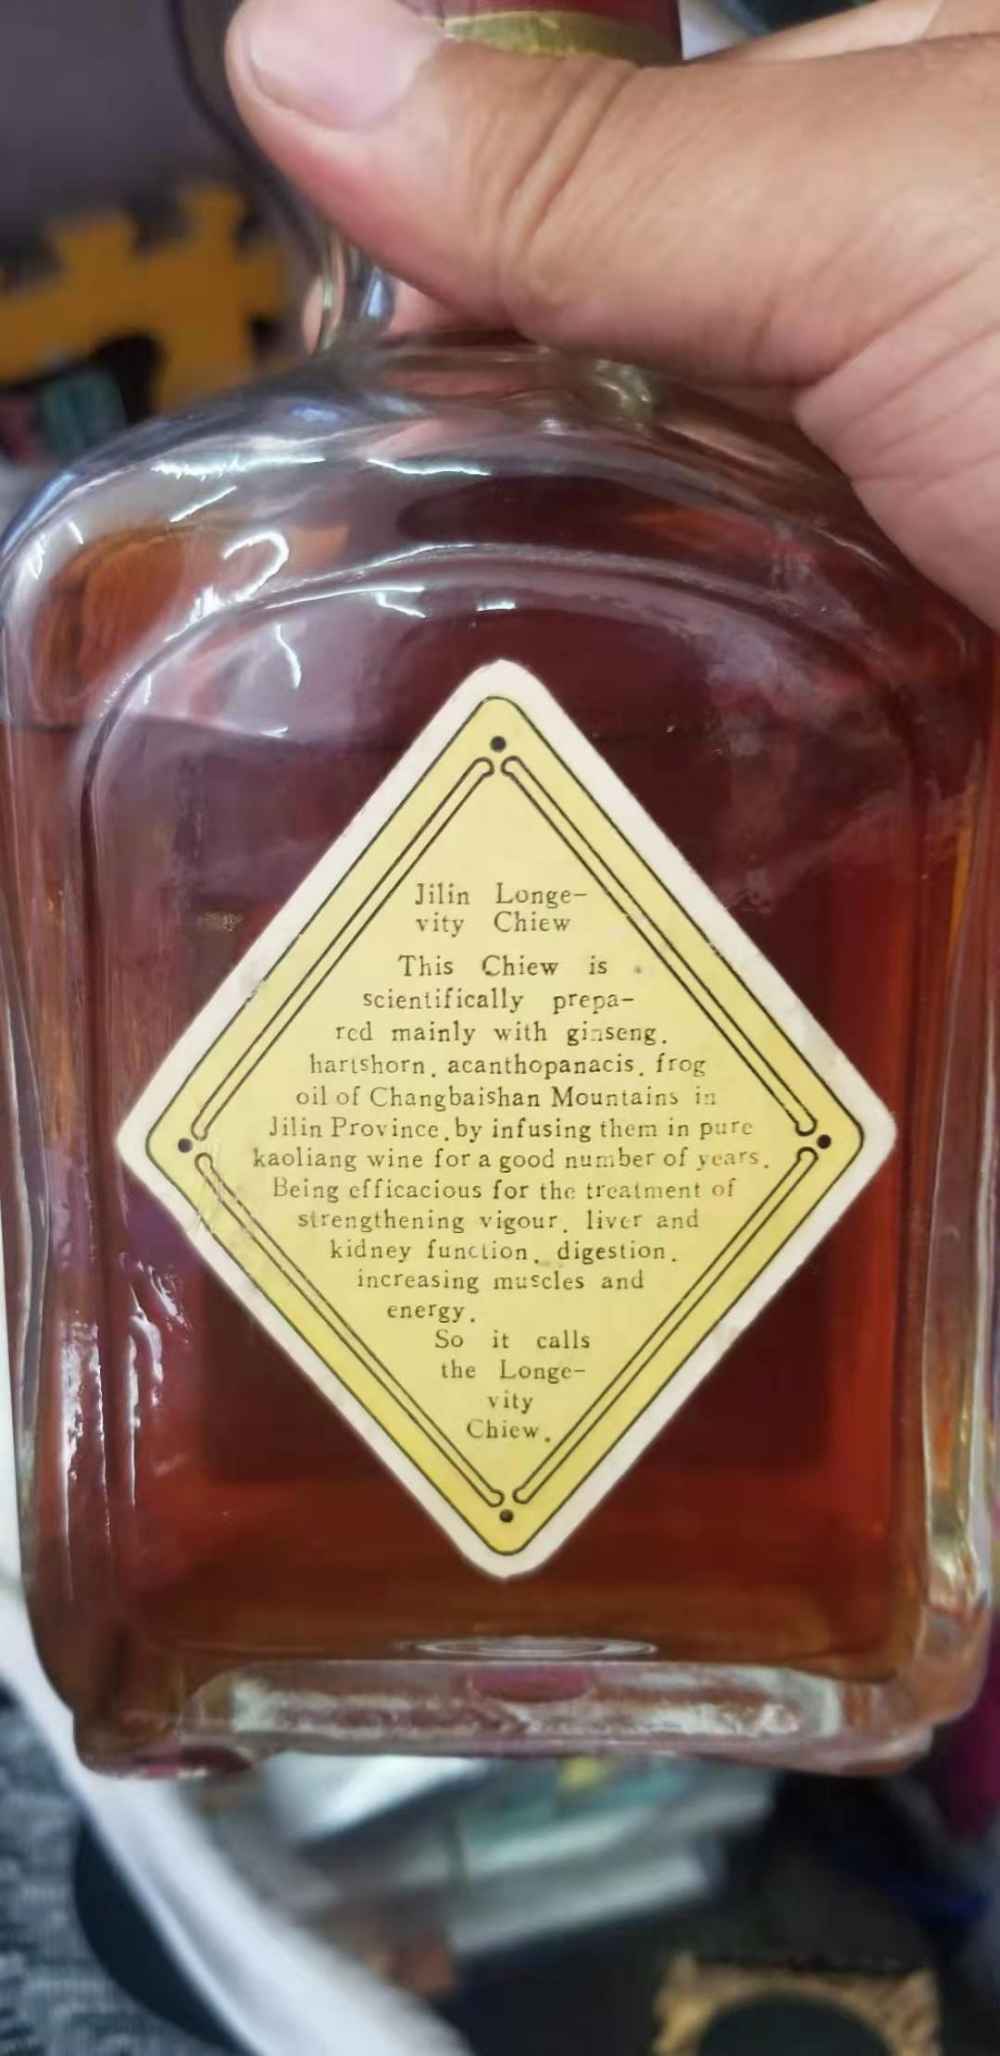 Jilin Longe-
vity Chiew
This Chiew is
scientifically prepa-
red mainly with ginseng,
hartshorn, acanthopanacis, frog
oil of Changbaishan Mountains in
Jilin Province, by infusing them in pure
kaoliang wine for a good number of years.
Being efficacious for the treatment of
strengthening vigour, liver and
kidney function, digestion,
increasing muscles and
energy.
So it calls
the Longe-
vity
Chiew.